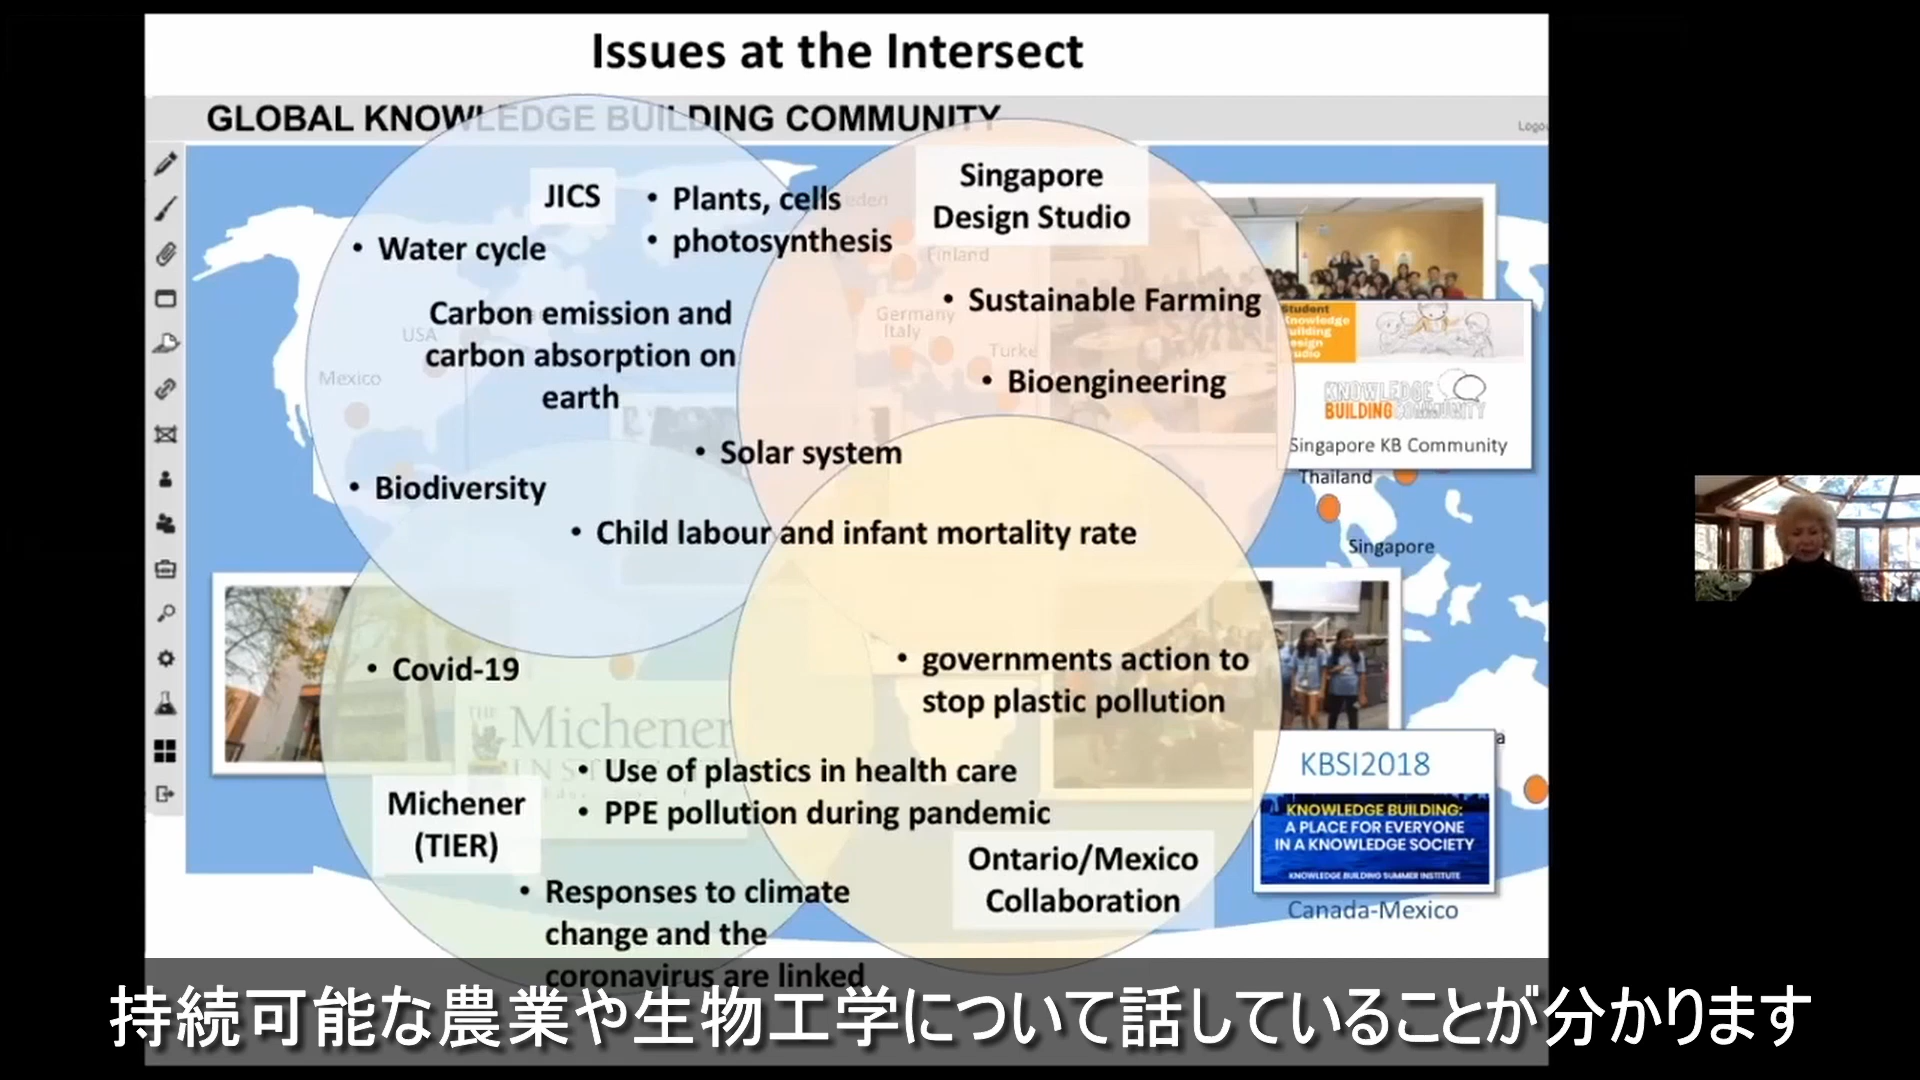 Issues at the Intersect
GLOBAL KNOWLEDGE BUILDING COMMUNITY
JICS
• Plants, cells
• photosynthesis
• Water cycle
Carbon emission and
carbon absorption on
earth
• Solar system
• Biodiversity
• Child labour and infant mortality rate
Singapore
Design Studio
• Sustainable Farming
• Bioengineering
USA
Mexico
Finland
Germany
Italy
Student
Knowledge
Building
Design
Studio
KNOWLEDGE
BUILDING COMMUNITY
Singapore KB Community
Thailand
Singapore
• Covid-19
• governments action to
stop plastic pollution
THE
Michener
• Use of plastics in health care
• PPE pollution during pandemic
Michener
(TIER)
• Responses to climate
change and the
coronavirus are linked
Ontario/Mexico
Collaboration
KBSI2018
KNOWLEDGE BUILDING:
A PLACE FOR EVERYONE
IN A KNOWLEDGE SOCIETY
KNOWLEDGE BUILDING SUMMER INSTITUTE
Canada-Mexico
持続可能な農業や生物工学について話していることが分かります